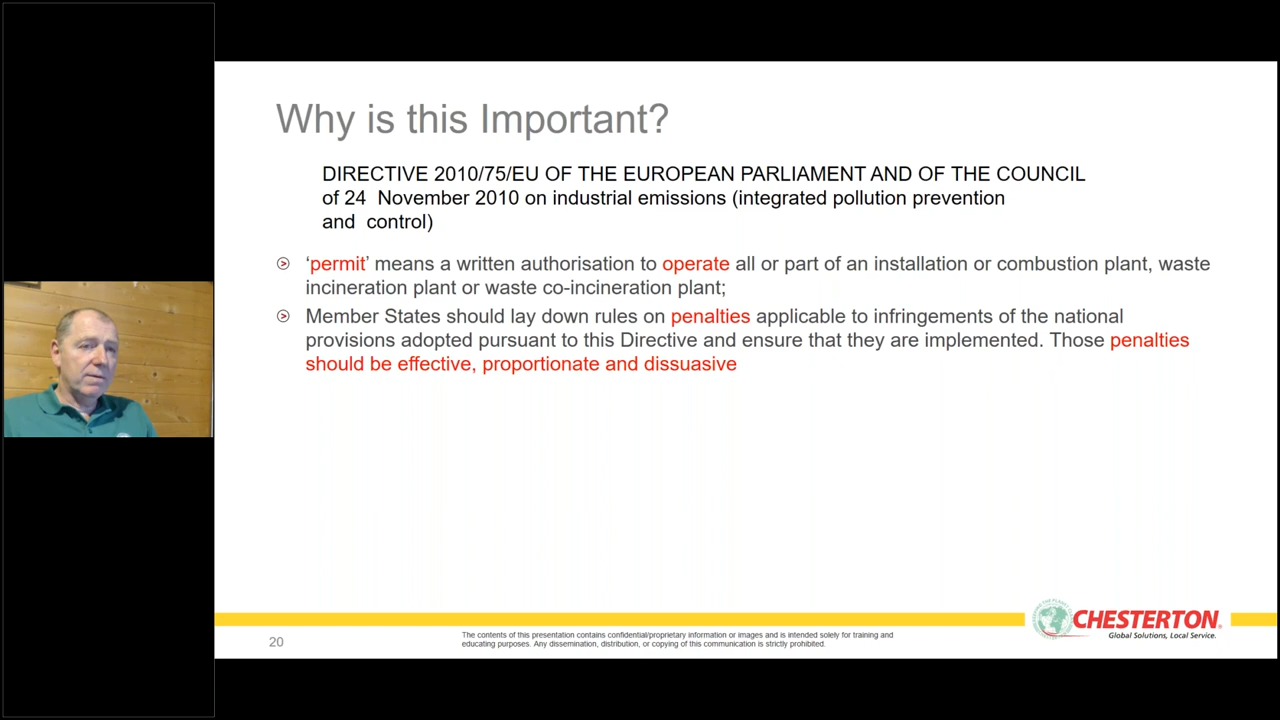 Why is this Important?
DIRECTIVE 2010/75/EU OF THE EUROPEAN PARLIAMENT AND OF THE COUNCIL
of 24 November 2010 on industrial emissions (integrated pollution prevention
and control)
‘permit’ means a written authorisation to operate all or part of an installation or combustion plant, waste
incineration plant or waste co-incineration plant;
Member States should lay down rules on penalties applicable to infringements of the national
provisions adopted pursuant to this Directive and ensure that they are implemented. Those penalties
should be effective, proportionate and dissuasive
CHESTERTON®
Global Solutions, Local Service.
20
The contents of this presentation contains confidential/proprietary information or images and is intended solely for training and
educating purposes. Any dissemination, distribution, or copying of this communication is strictly prohibited.